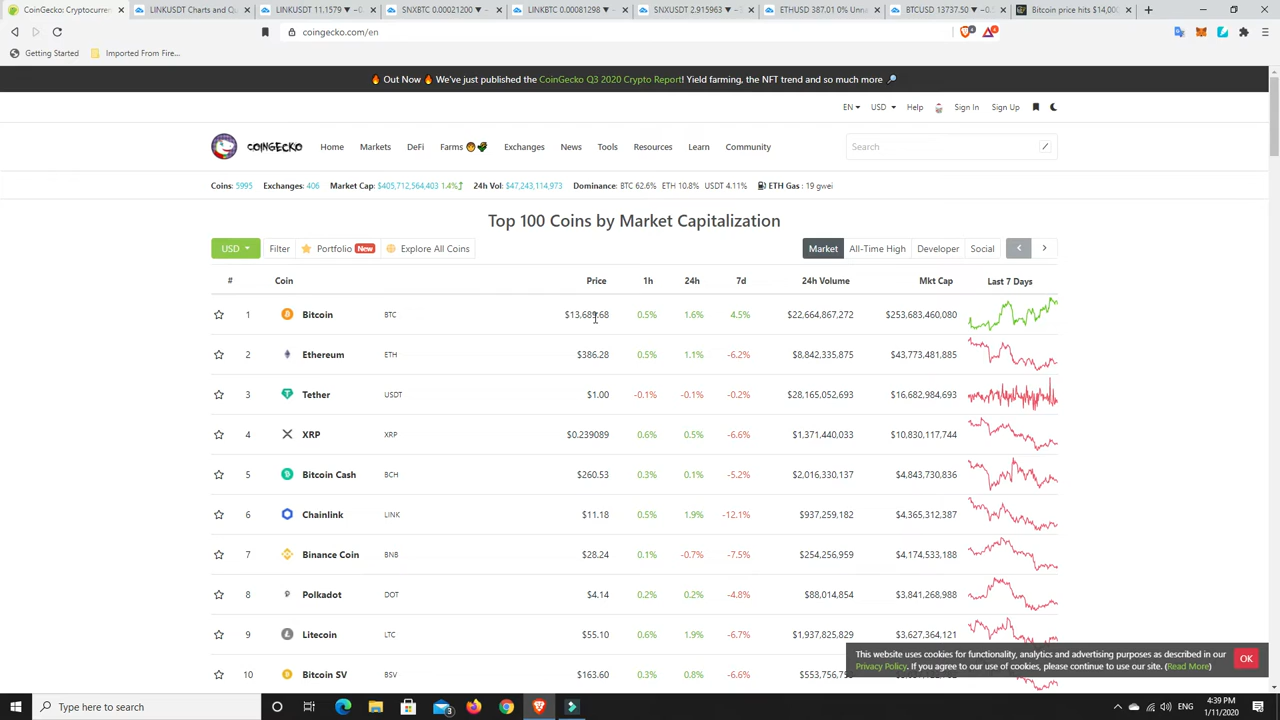 CoinGecko: Cryptocurren
LINKUSDT Charts and Qu
LINKUSDT 11.1579 ▼ −0.
SNXBTC 0.00021200 ▼
LINKBTC 0.00081298 ▼
SNXUSDT 2.915963 ▼
ETHUSD 387.01 0% Unna
BTCUSD 13737.50 ▼ −0.
Bitcoin price hits $14,000
coingecko.com/en
Getting Started
Imported From Fire...
Out Now We've just published the CoinGecko Q3 2020 Crypto Report! Yield farming, the NFT trend and so much more
EN USD Help Sign In Sign Up
COINGECKO Home Markets DeFi Farms Exchanges News Tools Resources Learn Community Search /
Coins: 5995 Exchanges: 406 Market Cap: $405,712,564,403 1.4% 24h Vol: $47,243,114,973 Dominance: BTC 62.6% ETH 10.8% USDT 4.11% ETH Gas : 19 gwei
Top 100 Coins by Market Capitalization
USD Filter Portfolio New Explore All Coins Market All-Time High Developer Social < >
# Coin Price 1h 24h 7d 24h Volume Mkt Cap Last 7 Days
1 Bitcoin BTC $13,689.68 0.5% 1.6% 4.5% $22,664,867,272 $253,683,460,080
2 Ethereum ETH $386.28 0.5% 1.1% -6.2% $8,842,335,875 $43,773,481,885
3 Tether USDT $1.00 -0.1% -0.1% -0.2% $28,165,052,693 $16,682,984,693
4 XRP XRP $0.239089 0.6% 0.5% -6.6% $1,371,440,033 $10,830,117,744
5 Bitcoin Cash BCH $260.53 0.3% 0.1% -5.2% $2,016,330,137 $4,843,730,836
6 Chainlink LINK $11.18 0.5% 1.9% -12.1% $937,259,182 $4,365,312,387
7 Binance Coin BNB $28.24 0.1% -0.7% -7.5% $254,256,959 $4,174,533,188
8 Polkadot DOT $4.14 0.2% 0.2% -4.8% $88,014,854 $3,841,268,988
9 Litecoin LTC $55.10 0.6% 1.9% -6.7% $1,937,825,829 $3,627,364,121
10 Bitcoin SV BSV $163.60 0.3% 0.8% -6.6%
This website uses cookies for functionality, analytics and advertising purposes as described in our
Privacy Policy. If you agree to our use of cookies, please continue to use our site. (Read More)
OK
Type here to search
ENG
4:39 PM
1/11/2020